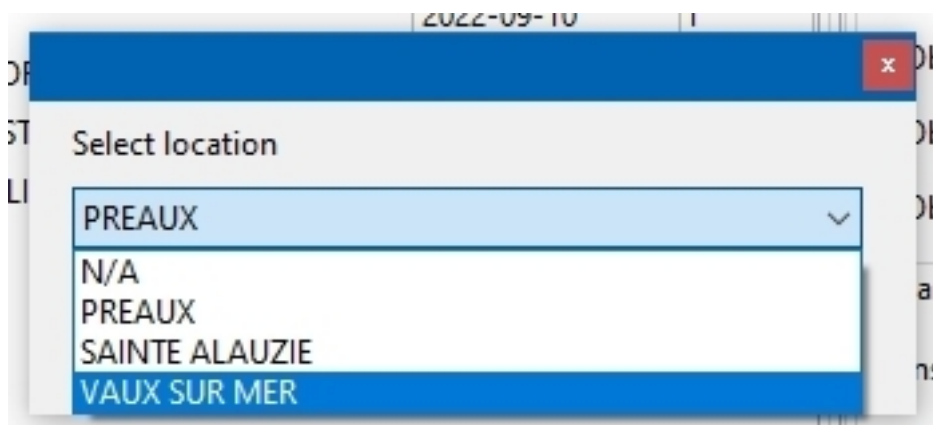 2022-09-10
x
Select location
PREAUX
N/A
PREAUX
SAINTE ALAUZIE
VAUX SUR MER